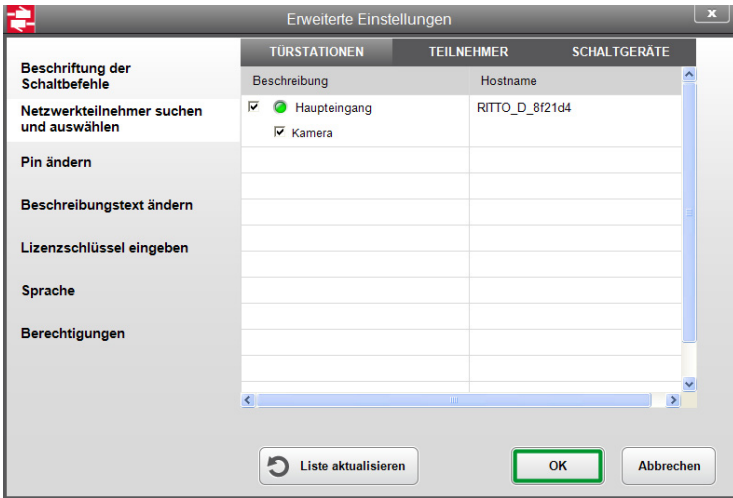 Erweiterte Einstellungen
x
Beschriftung der
Schaltbefehle
Netzwerkteilnehmer suchen
und auswählen
Pin ändern
Beschreibungstext ändern
Lizenzschlüssel eingeben
Sprache
Berechtigungen
TÜRSTATIONEN TEILNEHMER SCHALTGERÄTE
Beschreibung Hostname
Haupteingang RITTO_D_8f21d4
Kamera
Liste aktualisieren OK Abbrechen